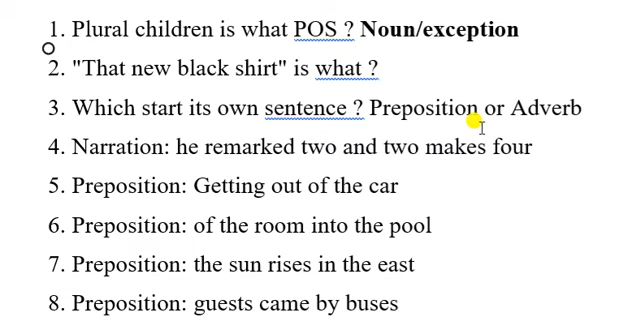 1. Plural children is what POS ? Noun/exception
2. "That new black shirt" is what ?
3. Which start its own sentence ? Preposition or Adverb
4. Narration: he remarked two and two makes four
5. Preposition: Getting out of the car
6. Preposition: of the room into the pool
7. Preposition: the sun rises in the east
8. Preposition: guests came by buses